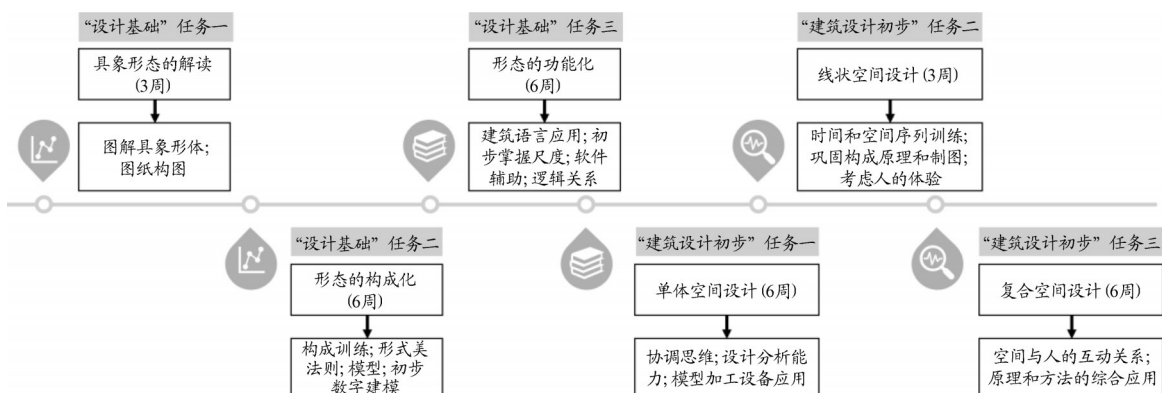 “设计基础” 任务一
具象形态的解读
(3周)
图解具象形体;
图纸构图
“设计基础” 任务三
形态的功能化
(6周)
建筑语言应用; 初
步掌握尺度; 软件
辅助; 逻辑关系
“建筑设计初步” 任务二
线状空间设计 (3周)
时间和空间序列训练;
巩固构成原理和制图;
考虑人的体验
“设计基础” 任务二
形态的构成化
(6周)
构成训练; 形式美
法则; 模型; 初步
数字建模
“建筑设计初步” 任务一
单体空间设计 (6周)
协调思维; 设计分析能
力; 模型加工设备应用
“建筑设计初步” 任务三
复合空间设计 (6周)
空间与人的互动关系;
原理和方法的综合应用